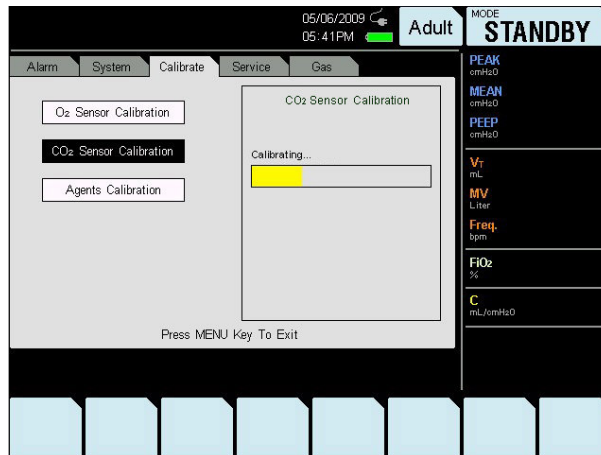 05/06/2009
05:41PM
Adult
MODE
STANDBY
Alarm
System
Calibrate
Service
Gas
O₂ Sensor Calibration
CO₂ Sensor Calibration
Agents Calibration
CO₂ Sensor Calibration
Calibrating...
Press MENU Key To Exit
PEAK
cmH2O
MEAN
cmH2O
PEEP
cmH2O
VT
mL
MV
Liter
Freq.
bpm
FiO₂
%
C
mL/cmH2O